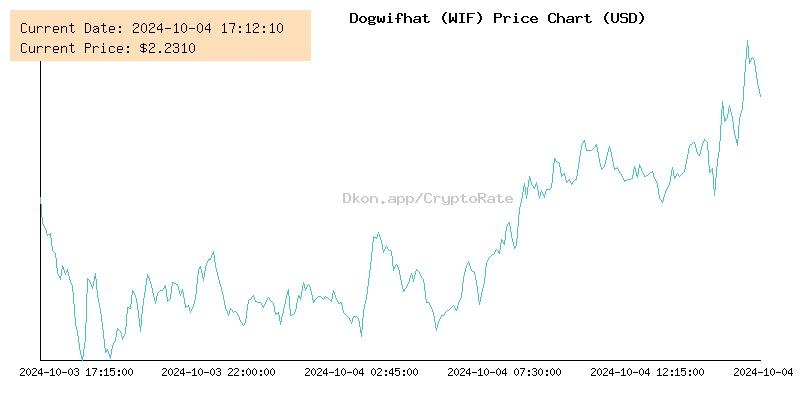 Dogwifhat (WIF) Price Chart (USD)
Current Date: 2024-10-04 17:12:10
Current Price: $2.2310
Dkon.app/CryptoRate
2024-10-03 17:15:00 2024-10-03 22:00:00 2024-10-04 02:45:00 2024-10-04 07:30:00 2024-10-04 12:15:00 2024-10-04